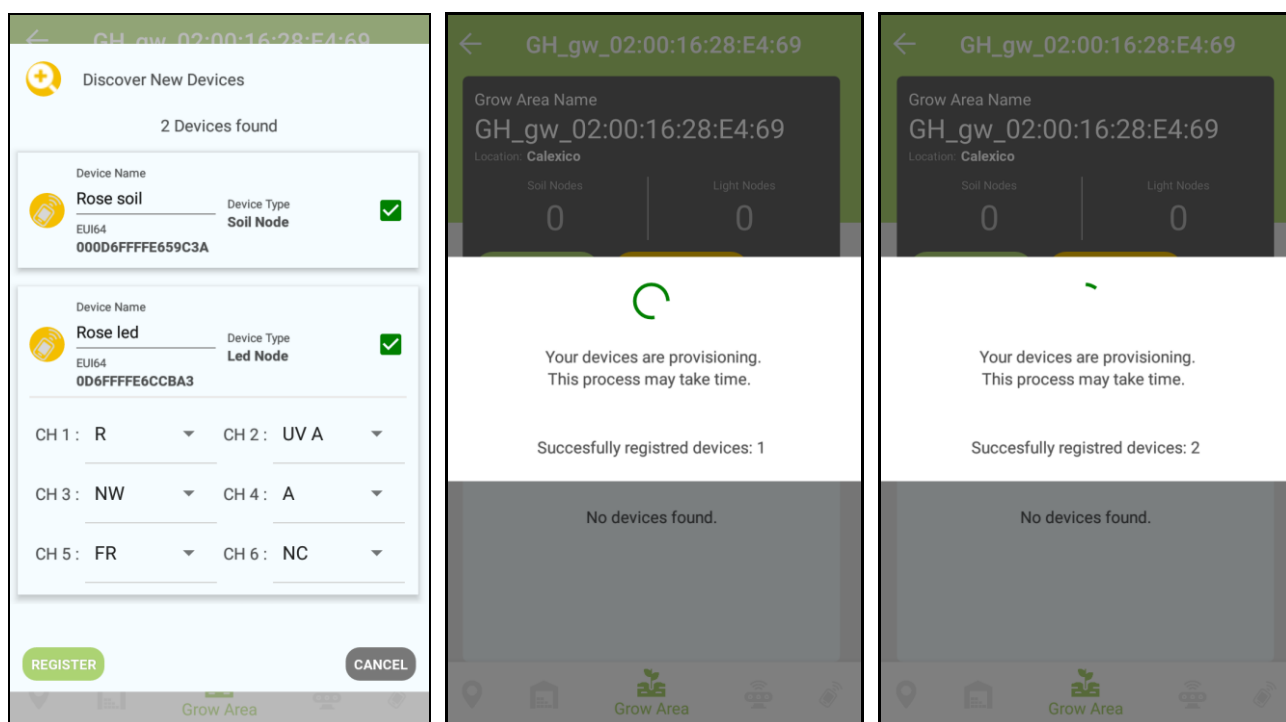 GH_gw_02:00:16:28:E4:69
Discover New Devices
2 Devices found
Device Name
Rose soil
Device Type
Soil Node
EUI64
000D6FFFFE659C3A
Device Name
Rose led
Device Type
Led Node
EUI64
0D6FFFFE6CCBA3
CH 1 : R
CH 2 : UV A
CH 3 : NW
CH 4 : A
CH 5 : FR
CH 6 : NC
REGISTER
CANCEL
Grow Area
GH_gw_02:00:16:28:E4:69
Grow Area Name
GH_gw_02:00:16:28:E4:69
Location: Calexico
Soil Nodes
Light Nodes
0
0
Your devices are provisioning.
This process may take time.
Succesfully registred devices: 1
No devices found.
Grow Area
GH_gw_02:00:16:28:E4:69
Grow Area Name
GH_gw_02:00:16:28:E4:69
Location: Calexico
Soil Nodes
Light Nodes
0
0
Your devices are provisioning.
This process may take time.
Succesfully registred devices: 2
No devices found.
Grow Area